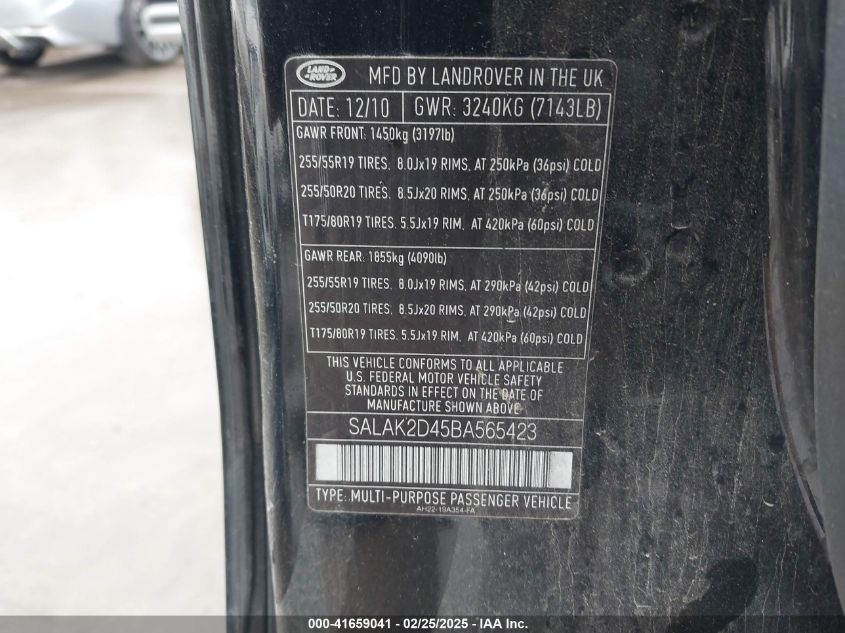 LAND ROVER
MFD BY LANDROVER IN THE UK
DATE: 12/10 GWR: 3240KG (7143LB)
GAWR FRONT: 1450kg (3197lb)
255/55R19 TIRES. 8.0Jx19 RIMS, AT 250kPa (36psi) COLD
255/50R20 TIRES. 8.5Jx20 RIMS, AT 250kPa (36psi) COLD
T175/80R19 TIRES. 5.5Jx19 RIM, AT 420kPa (60psi) COLD
GAWR REAR: 1855kg (4090lb)
255/55R19 TIRES. 8.0Jx19 RIMS, AT 290kPa (42psi) COLD
255/50R20 TIRES. 8.5Jx20 RIMS, AT 290kPa (42psi) COLD
T175/80R19 TIRES. 5.5Jx19 RIM, AT 420kPa (60psi) COLD
THIS VEHICLE CONFORMS TO ALL APPLICABLE
U.S. FEDERAL MOTOR VEHICLE SAFETY
STANDARDS IN EFFECT ON THE DATE OF
MANUFACTURE SHOWN ABOVE
SALAK2D45BA565423
TYPE: MULTI-PURPOSE PASSENGER VEHICLE
AH22-19A354-FA
000-41659041 - 02/25/2025 - IAA Inc.